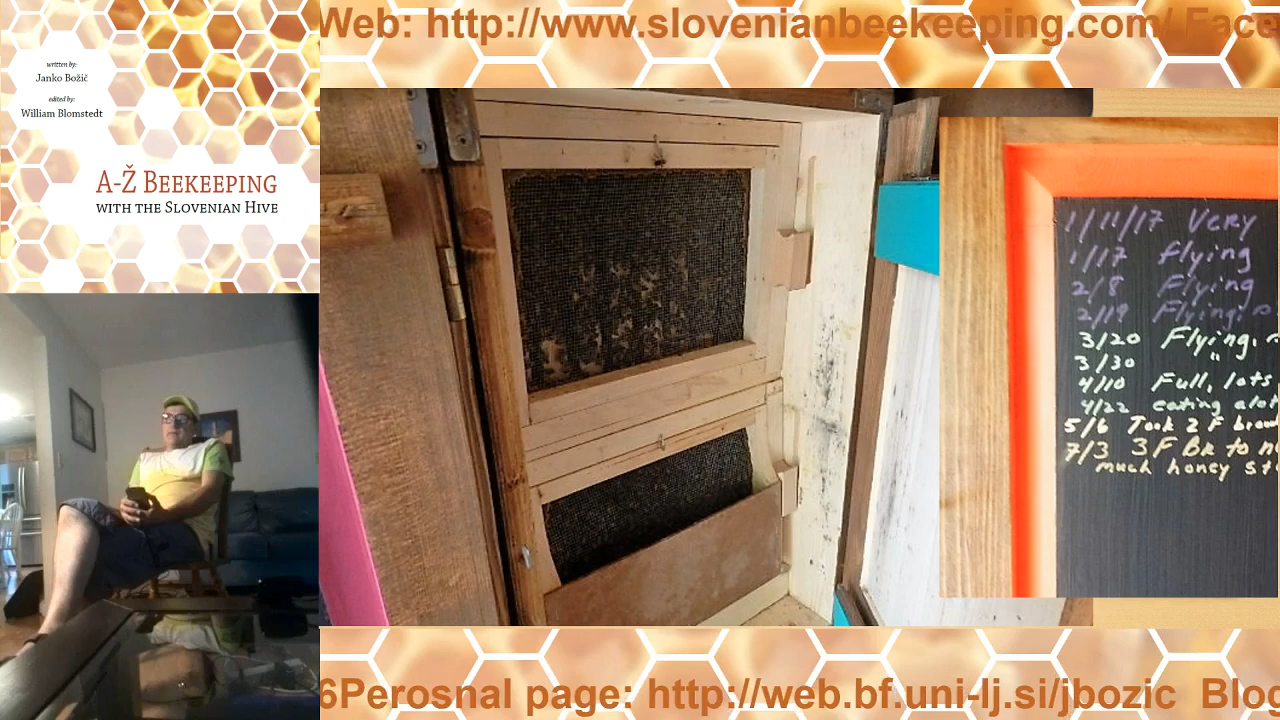 written by:
Janko Božič
edited by:
William Blomstedt
A-Ž BEEKEEPING
WITH THE SLOVENIAN HIVE
Web: http://www.slovenianbeekeeping.com/ Face
1/11/17 Very
1/17 flying
2/8 Flying
2/19 Flying!
3/20 Flying,
3/30 "
4/10 Full, lots
4/22 eating alot
5/6 Took 2 F brood
7/3 3F BR to
much honey
6Perosnal page: http://web.bf.uni-lj.si/jbozic Blog